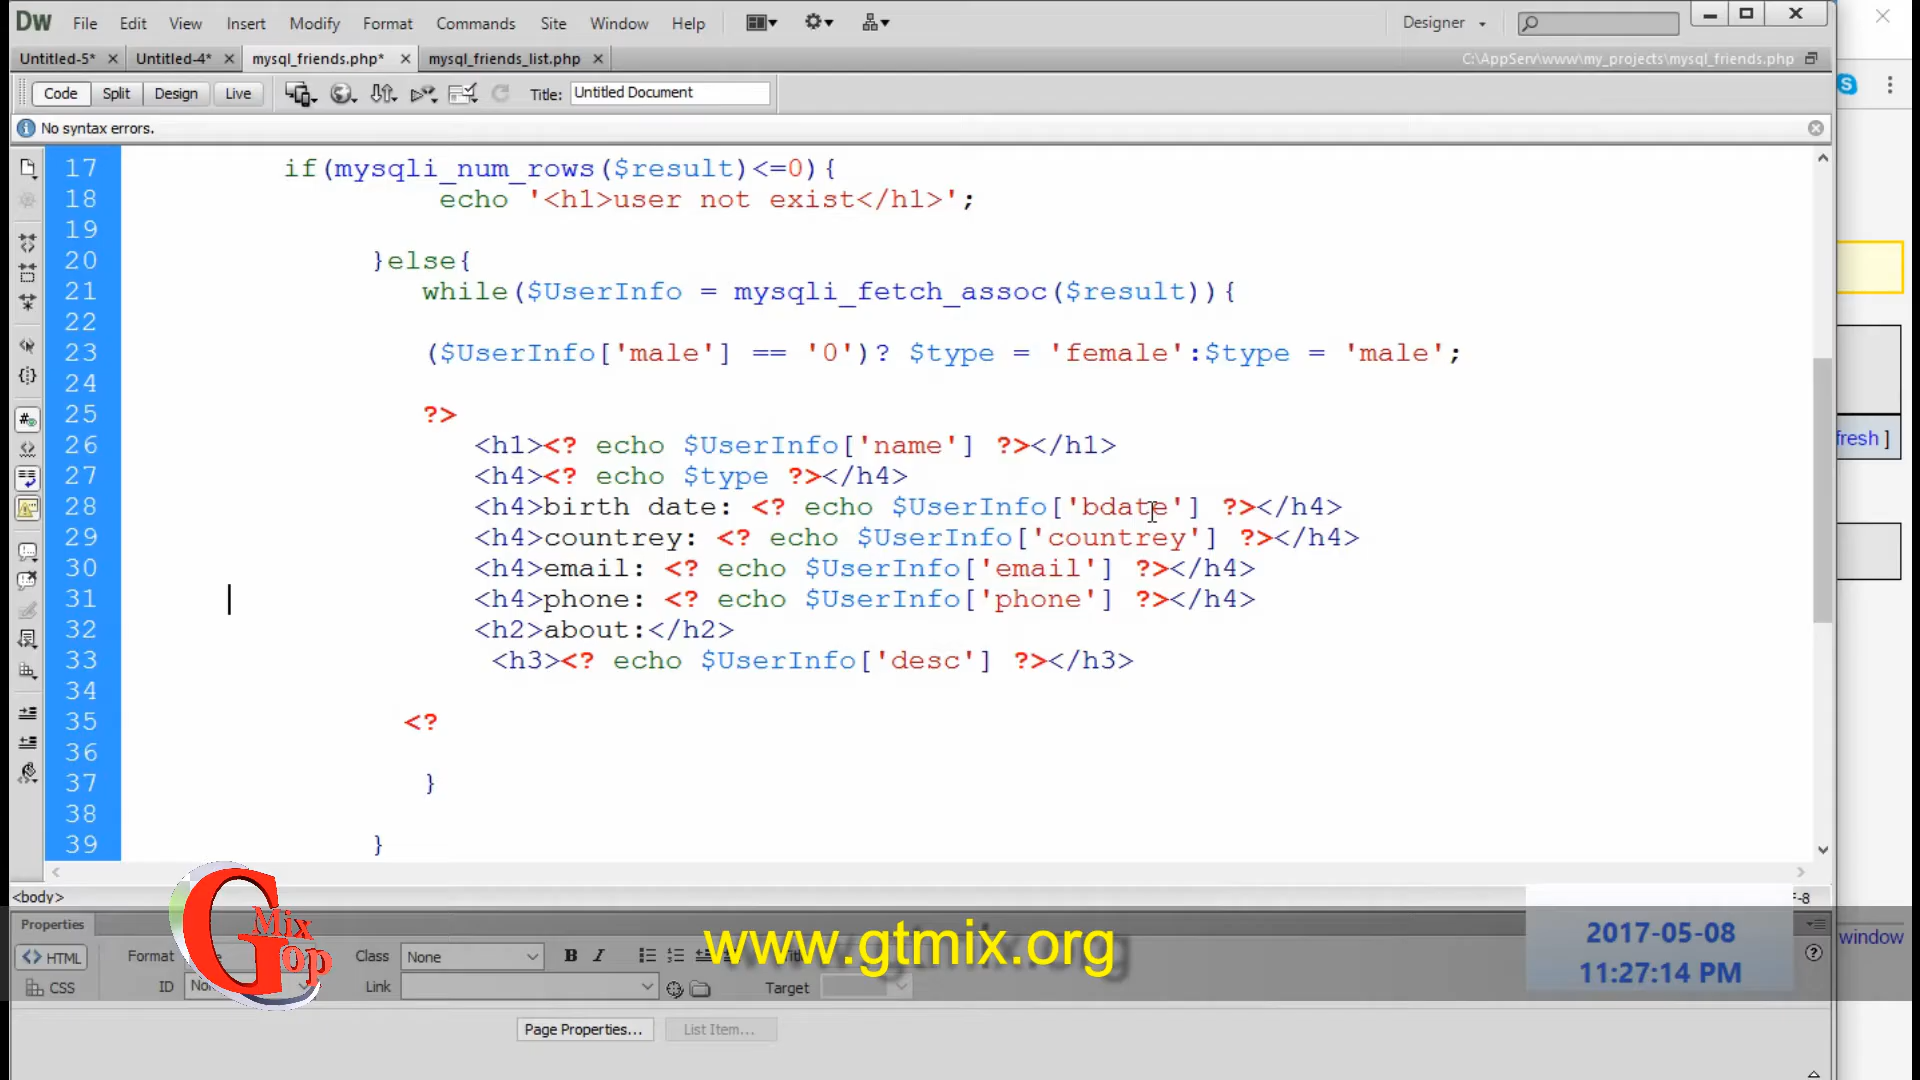 Dw File Edit View Insert Modify Format Commands Site Window Help Designer
Untitled-5* × Untitled-4* × mysql_friends.php* × mysql_friends_list.php × C:\AppServ\www\my_projects\mysql_friends.php
Code Split Design Live Title: Untitled Document
No syntax errors.
17 if(mysqli_num_rows($result)<=0){
18 echo '<h1>user not exist</h1>';
19
20 }else{
21 while($UserInfo = mysqli_fetch_assoc($result)){
22
23 ($UserInfo['male'] == '0')? $type = 'female':$type = 'male';
24
25 ?>
26 <h1><? echo $UserInfo['name'] ?></h1>
27 <h4><? echo $type ?></h4>
28 <h4>birth date: <? echo $UserInfo['bdate'] ?></h4>
29 <h4>countrey: <? echo $UserInfo['countrey'] ?></h4>
30 <h4>email: <? echo $UserInfo['email'] ?></h4>
31 <h4>phone: <? echo $UserInfo['phone'] ?></h4>
32 <h2>about:</h2>
33 <h3><? echo $UserInfo['desc'] ?></h3>
34
35 <?
36
37 }
38
39 }
fresh ]
<body>
Properties
HTML Format Class None B I
CSS ID Link Target
Page Properties... List Item...
G Mix Top
www.gtmix.org
2017-05-08
11:27:14 PM
window